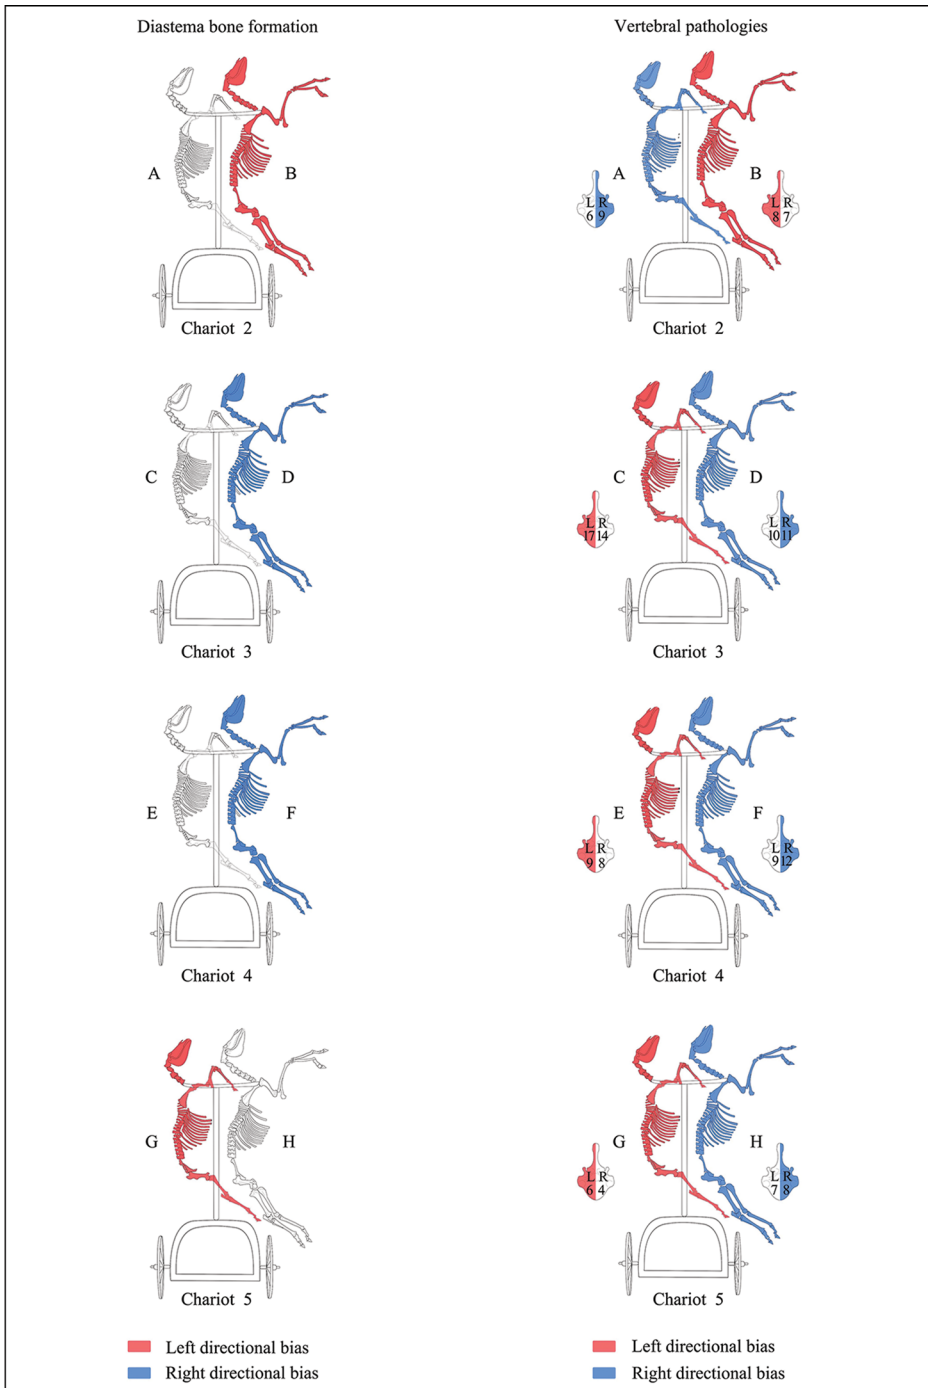 Diastema bone formation
Vertebral pathologies
A
B
Chariot 2
A
B
L R
6 9
L R
8 7
Chariot 2
C
D
Chariot 3
C
D
L R
17 14
L R
10 11
Chariot 3
E
F
Chariot 4
E
F
L R
9 8
L R
9 12
Chariot 4
G
H
Chariot 5
G
H
L R
6 4
L R
7 8
Chariot 5
Left directional bias
Right directional bias
Left directional bias
Right directional bias